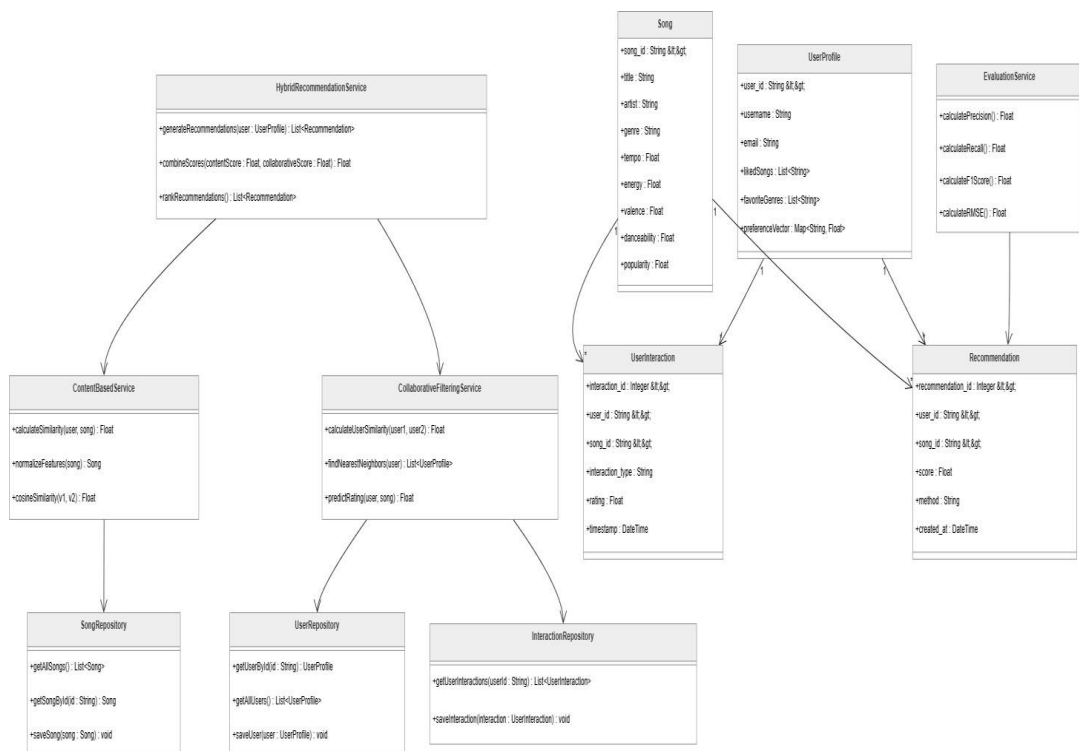 Song
+song_id : String &lt;&gt;
+title : String
+artist : String
+genre : String
+tempo : Float
+energy : Float
+valence : Float
+danceability : Float
+popularity : Float
UserProfile
+user_id : String &lt;&gt;
+username : String
+email : String
+likedSongs : List<String>
+favoriteGenres : List<String>
+preferenceVector : Map<String, Float>
EvaluationService
+calculatePrecision() : Float
+calculateRecall() : Float
+calculateF1Score() : Float
+calculateRMSE() : Float
HybridRecommendationService
+generateRecommendations(user : UserProfile) : List<Recommendation>
+combineScores(contentScore : Float, collaborativeScore : Float) : Float
+rankRecommendations() : List<Recommendation>
1
1
1
1
*
*
*
*
ContentBasedService
+calculateSimilarity(user, song) : Float
+normalizeFeatures(song) : Song
+cosineSimilarity(v1, v2) : Float
CollaborativeFilteringService
+calculateUserSimilarity(user1, user2) : Float
+findNearestNeighbors(user) : List<UserProfile>
+predictRating(user, song) : Float
UserInteraction
+interaction_id : Integer &lt;&gt;
+user_id : String &lt;&gt;
+song_id : String &lt;&gt;
+interaction_type : String
+rating : Float
+timestamp : DateTime
Recommendation
+recommendation_id : Integer &lt;&gt;
+user_id : String &lt;&gt;
+song_id : String &lt;&gt;
+score : Float
+method : String
+created_at : DateTime
SongRepository
+getAllSongs() : List<Song>
+getSongById(id : String) : Song
+saveSong(song : Song) : void
UserRepository
+getUserById(id : String) : UserProfile
+getAllUsers() : List<UserProfile>
+saveUser(user : UserProfile) : void
InteractionRepository
+getUserInteractions(userId : String) : List<UserInteraction>
+saveInteraction(interaction : UserInteraction) : void